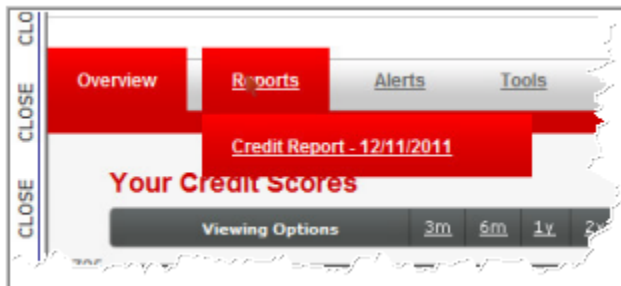 CLO
CLOSE
CLOSE
Overview Reports Alerts Tools
Credit Report - 12/11/2011
Your Credit Scores
Viewing Options 3m 6m 1y